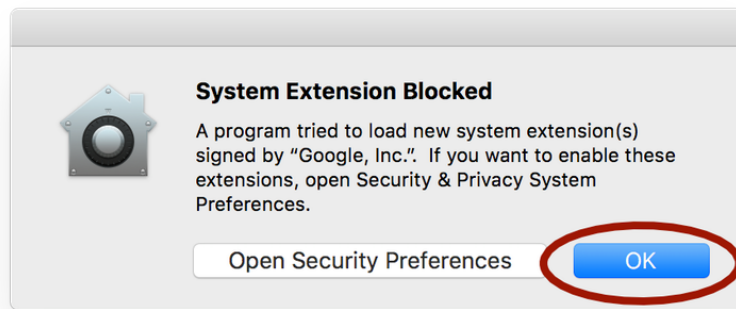 System Extension Blocked
A program tried to load new system extension(s)
signed by “Google, Inc.”.  If you want to enable these
extensions, open Security & Privacy System
Preferences.
Open Security Preferences
OK